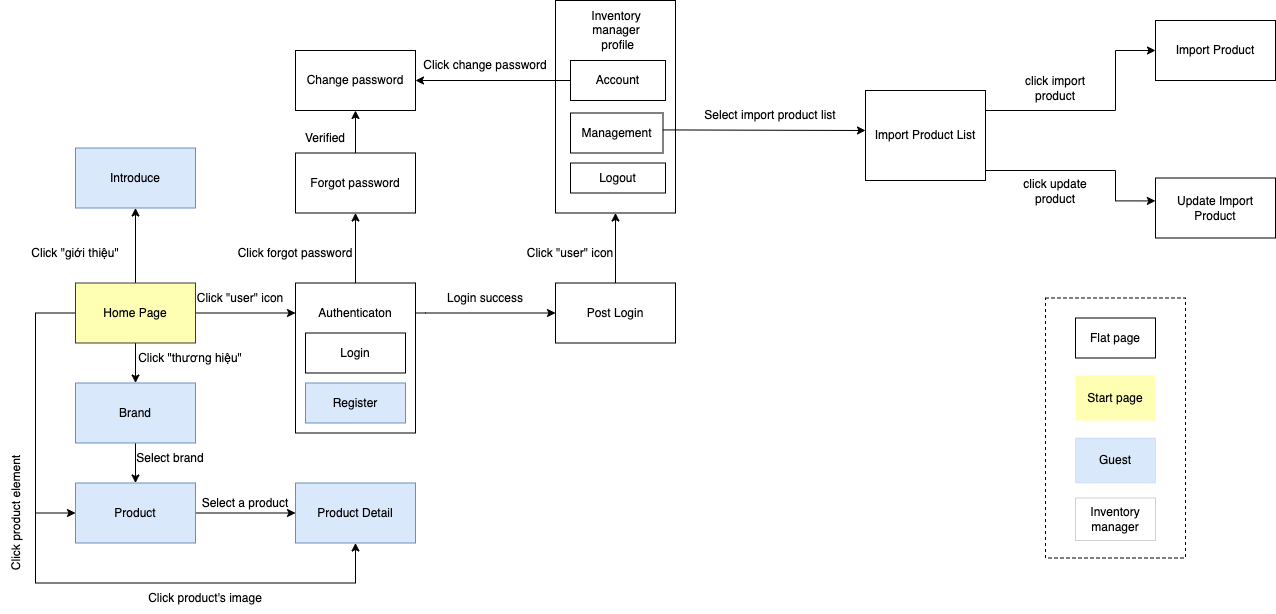 Inventory
manager
profile
Account
Management
Logout
Click change password
Change password
Verified
Forgot password
Click forgot password
Select import product list
Import Product List
click import
product
Import Product
click update
product
Update Import
Product
Introduce
Click "giới thiệu"
Home Page
Click "user" icon
Authenticaton
Login
Register
Login success
Post Login
Click "user" icon
Click "thương hiệu"
Brand
Select brand
Product
Select a product
Product Detail
Click product element
Click product's image
Flat page
Start page
Guest
Inventory
manager